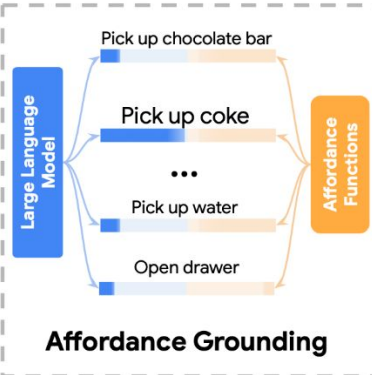 Pick up chocolate bar
Large Language
Model
Pick up coke
...
Pick up water
Open drawer
Affordance
Functions
Affordance Grounding